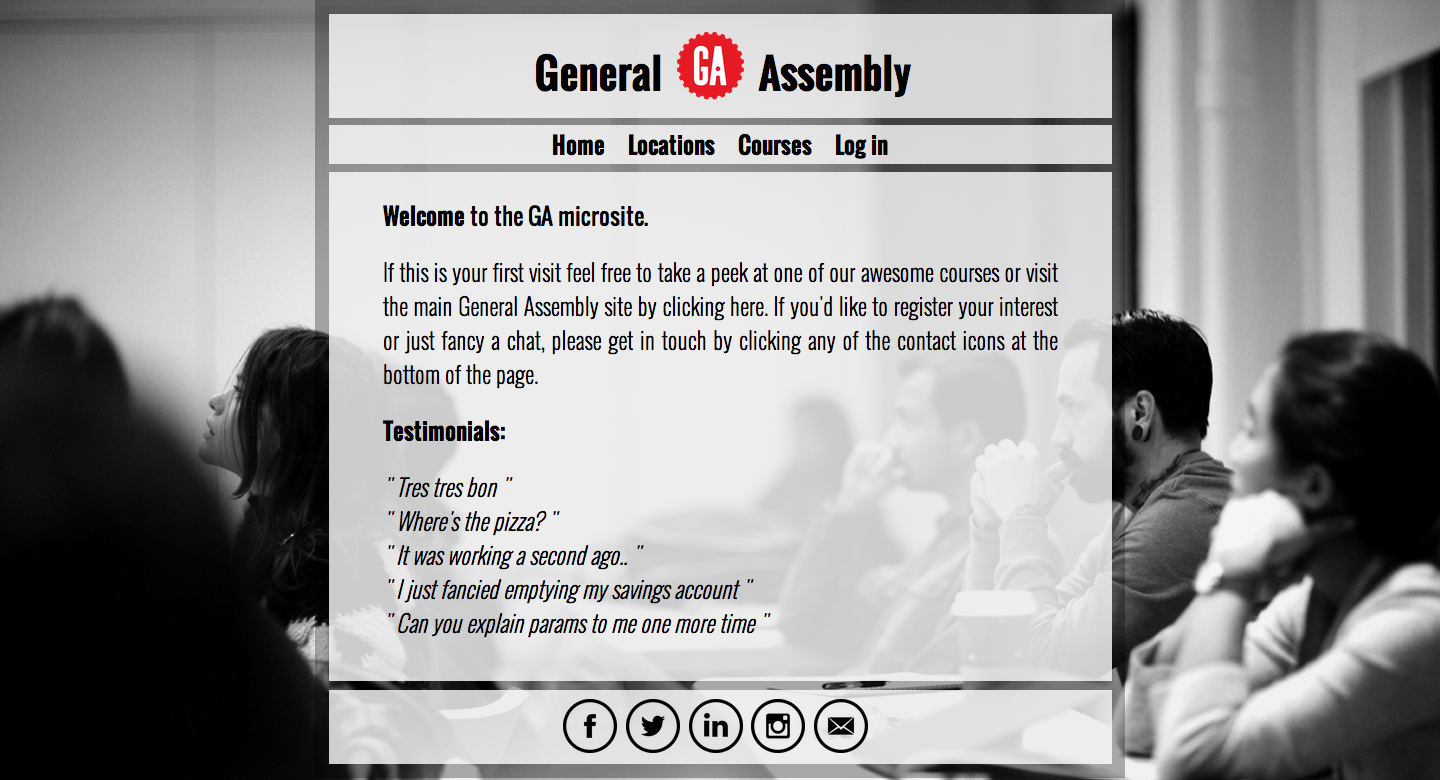 General GA Assembly
Home Locations Courses Log in
Welcome to the GA microsite.
If this is your first visit feel free to take a peek at one of our awesome courses or visit
the main General Assembly site by clicking here. If you'd like to register your interest
or just fancy a chat, please get in touch by clicking any of the contact icons at the
bottom of the page.
Testimonials:
" Tres tres bon "
" Where's the pizza? "
" It was working a second ago.. "
" I just fancied emptying my savings account "
" Can you explain params to me one more time "
f in